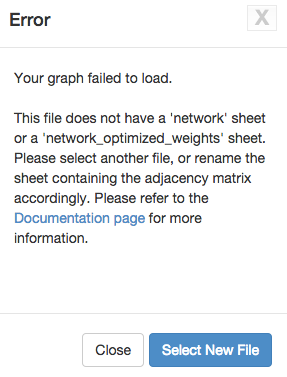 Error
X
Your graph failed to load.
This file does not have a 'network' sheet
or a 'network_optimized_weights' sheet.
Please select another file, or rename the
sheet containing the adjacency matrix
accordingly. Please refer to the
Documentation page for more
information.
Close
Select New File